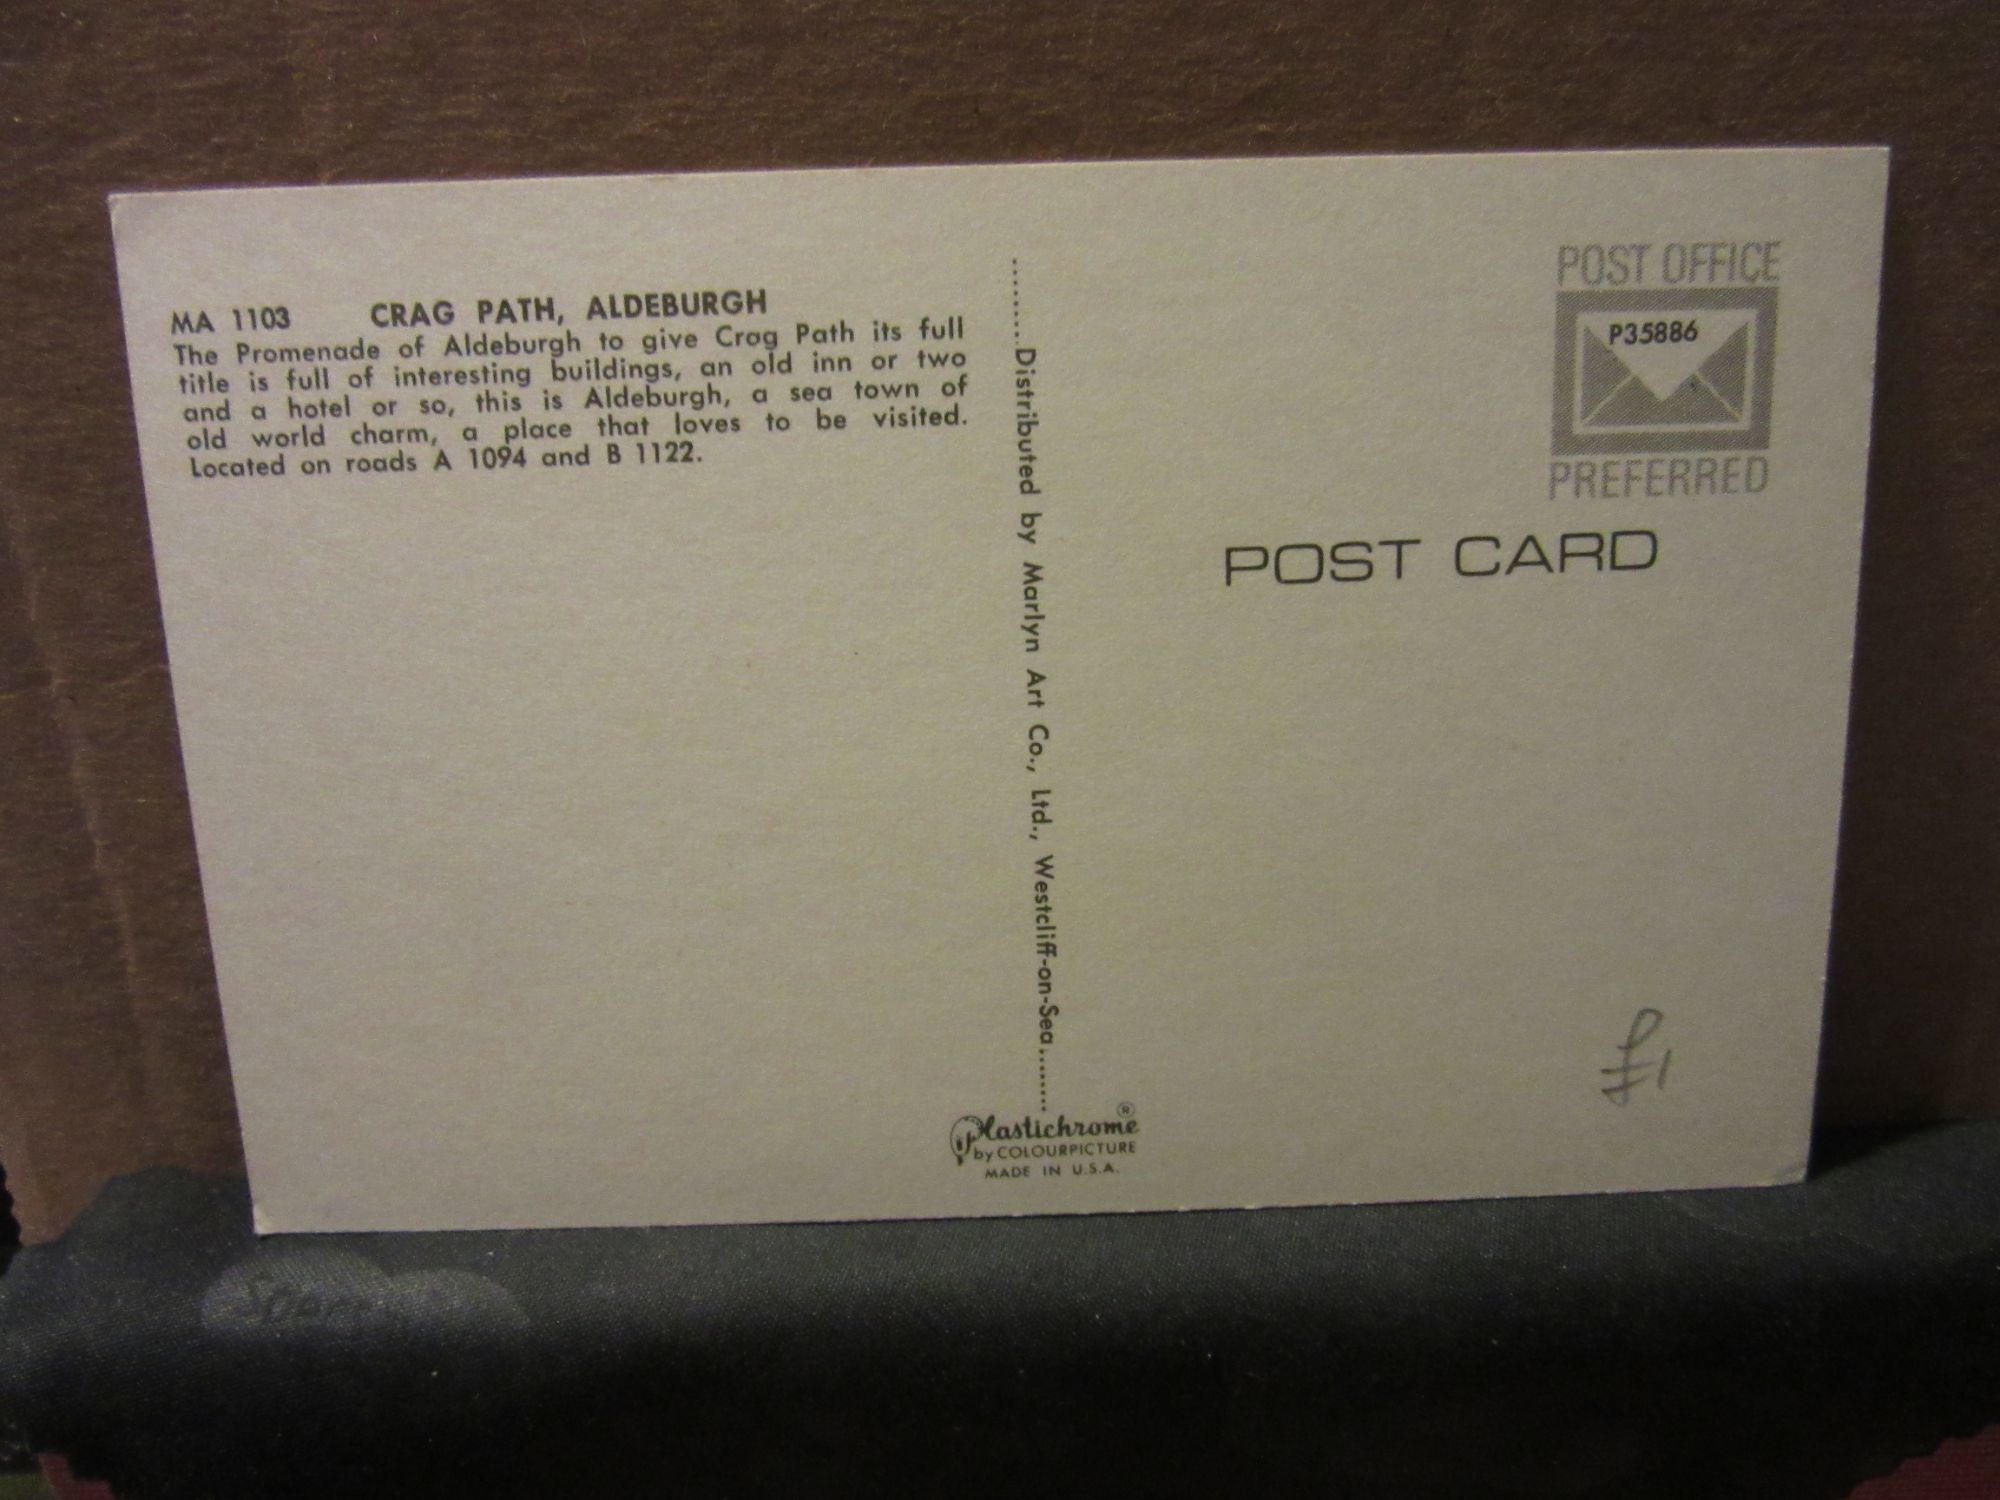 MA 1103 CRAG PATH, ALDEBURGH
The Promenade of Aldeburgh to give Crag Path its full
title is full of interesting buildings, an old inn or two
and a hotel or so, this is Aldeburgh, a sea town of
old world charm, a place that loves to be visited.
Located on roads A 1094 and B 1122.
.........Distributed by Marlyn Art Co., Ltd., Westcliff-on-Sea........
Plastichrome®
by COLOURPICTURE
MADE IN U.S.A.
POST OFFICE
P35886
PREFERRED
POST CARD